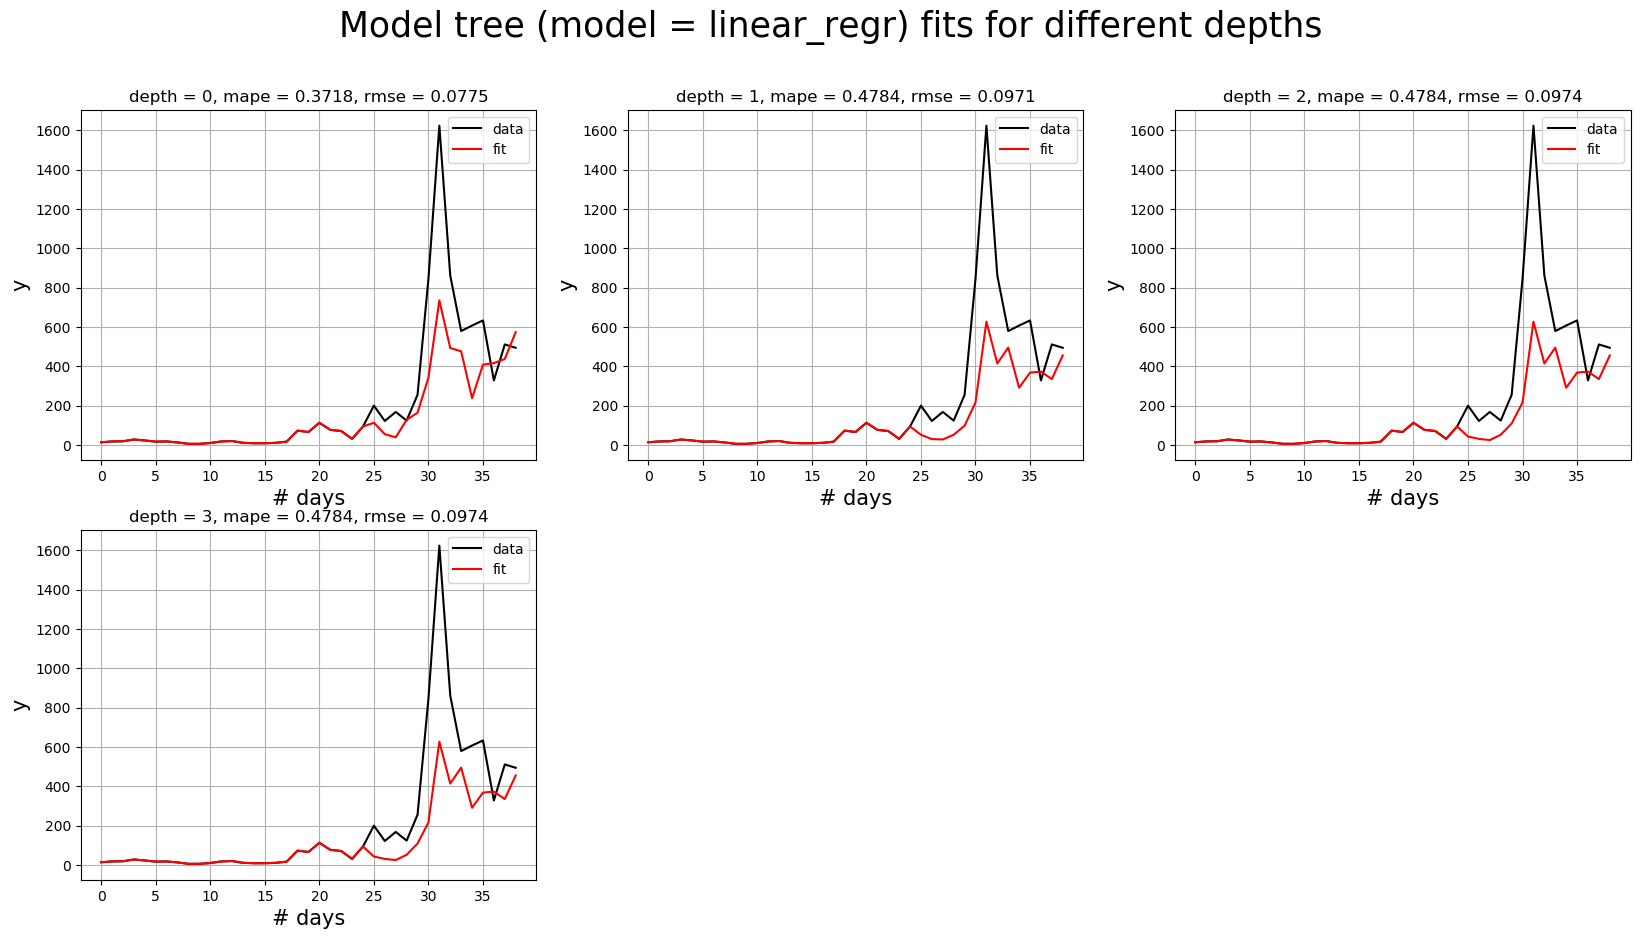 Model tree (model = linear_regr) fits for different depths
depth = 0, mape = 0.3718, rmse = 0.0775
1600
1400
1200
1000
800
600
400
200
0
y
data
fit
0 5 10 15 20 25 30 35
# days
depth = 1, mape = 0.4784, rmse = 0.0971
1600
1400
1200
1000
800
600
400
200
0
y
data
fit
0 5 10 15 20 25 30 35
# days
depth = 2, mape = 0.4784, rmse = 0.0974
1600
1400
1200
1000
800
600
400
200
0
y
data
fit
0 5 10 15 20 25 30 35
# days
depth = 3, mape = 0.4784, rmse = 0.0974
1600
1400
1200
1000
800
600
400
200
0
y
data
fit
0 5 10 15 20 25 30 35
# days